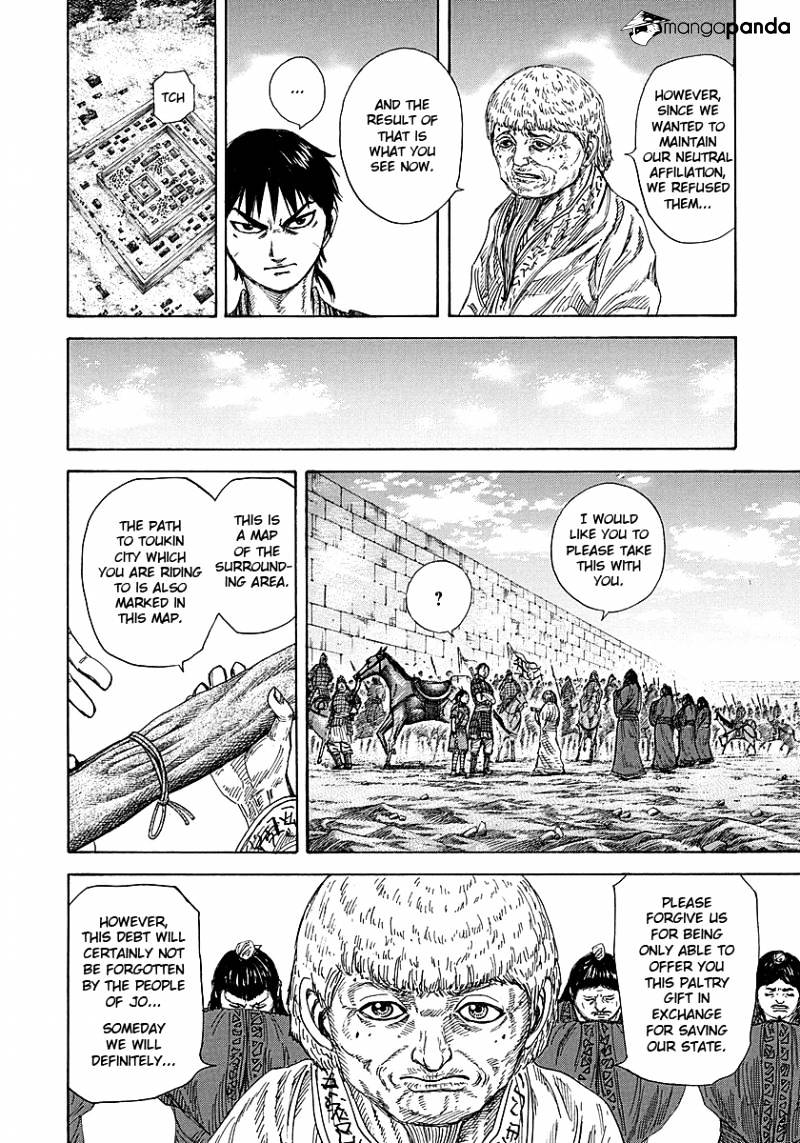 mangapanda
HOWEVER,
SINCE WE
WANTED TO
MAINTAIN
OUR NEUTRAL
AFFILIATION,
WE REFUSED
THEM...
AND THE
RESULT OF
THAT IS
WHAT YOU
SEE NOW.
...
TCH
I WOULD
LIKE YOU TO
PLEASE TAKE
THIS WITH
YOU.
?
THIS IS
A MAP
OF THE
SURROUND-
ING AREA.
THE PATH
TO TOUKIN
CITY WHICH
YOU ARE RIDING
TO IS ALSO
MARKED IN
THIS MAP.
PLEASE
FORGIVE US
FOR BEING
ONLY ABLE TO
OFFER YOU
THIS PALTRY
GIFT IN
EXCHANGE
FOR SAVING
OUR STATE.
HOWEVER,
THIS DEBT WILL
CERTAINLY NOT
BE FORGOTTEN
BY THE PEOPLE
OF JO...
SOMEDAY
WE WILL
DEFINITELY...